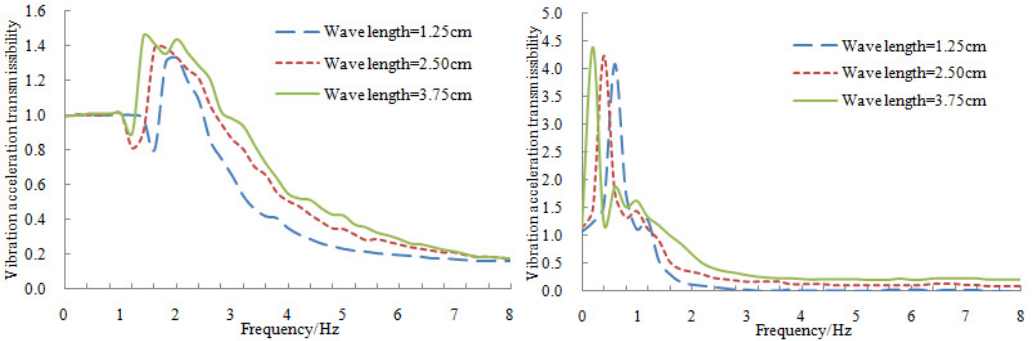 Vibration acceleration transmissibility
1.6
1.4
1.2
1.0
0.8
0.6
0.4
0.2
0.0
0 1 2 3 4 5 6 7 8
Frequency/Hz
Wave length=1.25cm
Wave length=2.50cm
Wave length=3.75cm
Vibration acceleration transmissibility
5.0
4.5
4.0
3.5
3.0
2.5
2.0
1.5
1.0
0.5
0.0
0 1 2 3 4 5 6 7 8
Frequency/Hz
Wave length=1.25cm
Wave length=2.50cm
Wave length=3.75cm